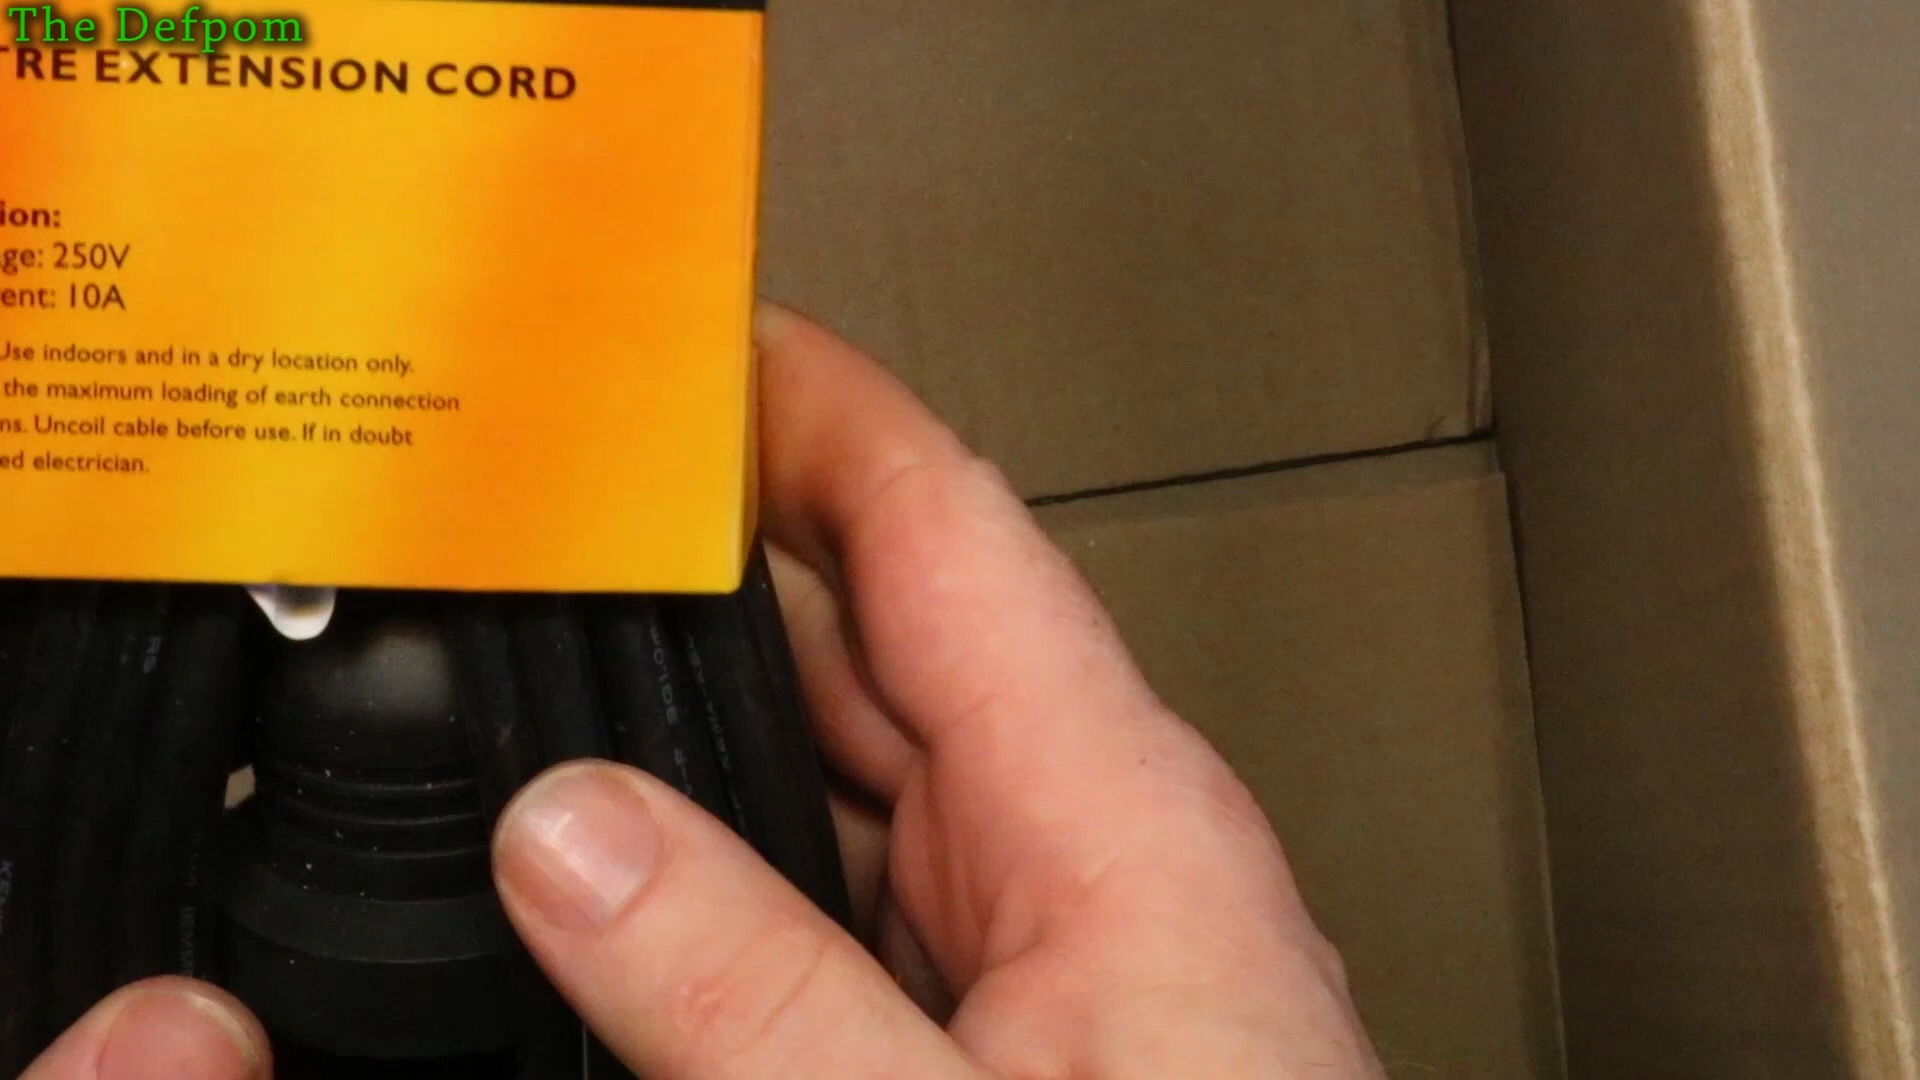 The Defpom
TRE EXTENSION CORD
ion:
ge: 250V
ent: 10A
Use indoors and in a dry location only.
the maximum loading of earth connection
ns. Uncoil cable before use. If in doubt
ed electrician.
RS